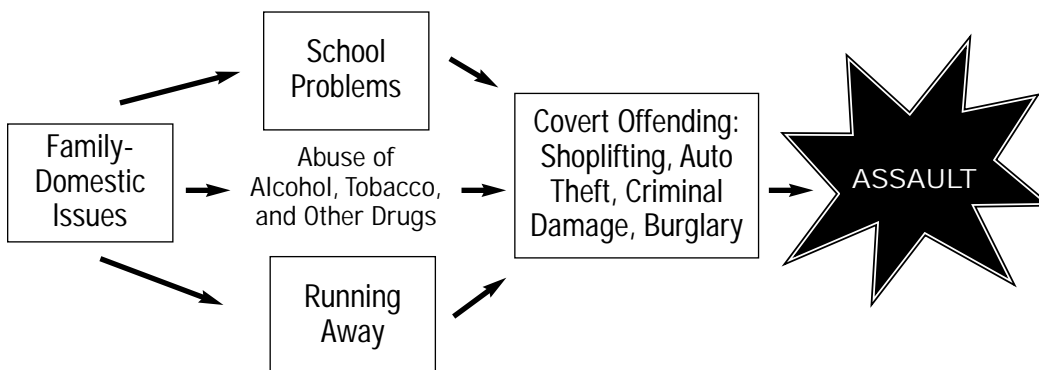 Family-
Domestic
Issues
School
Problems
Abuse of
Alcohol, Tobacco,
and Other Drugs
Running
Away
Covert Offending:
Shoplifting, Auto
Theft, Criminal
Damage, Burglary
ASSAULT